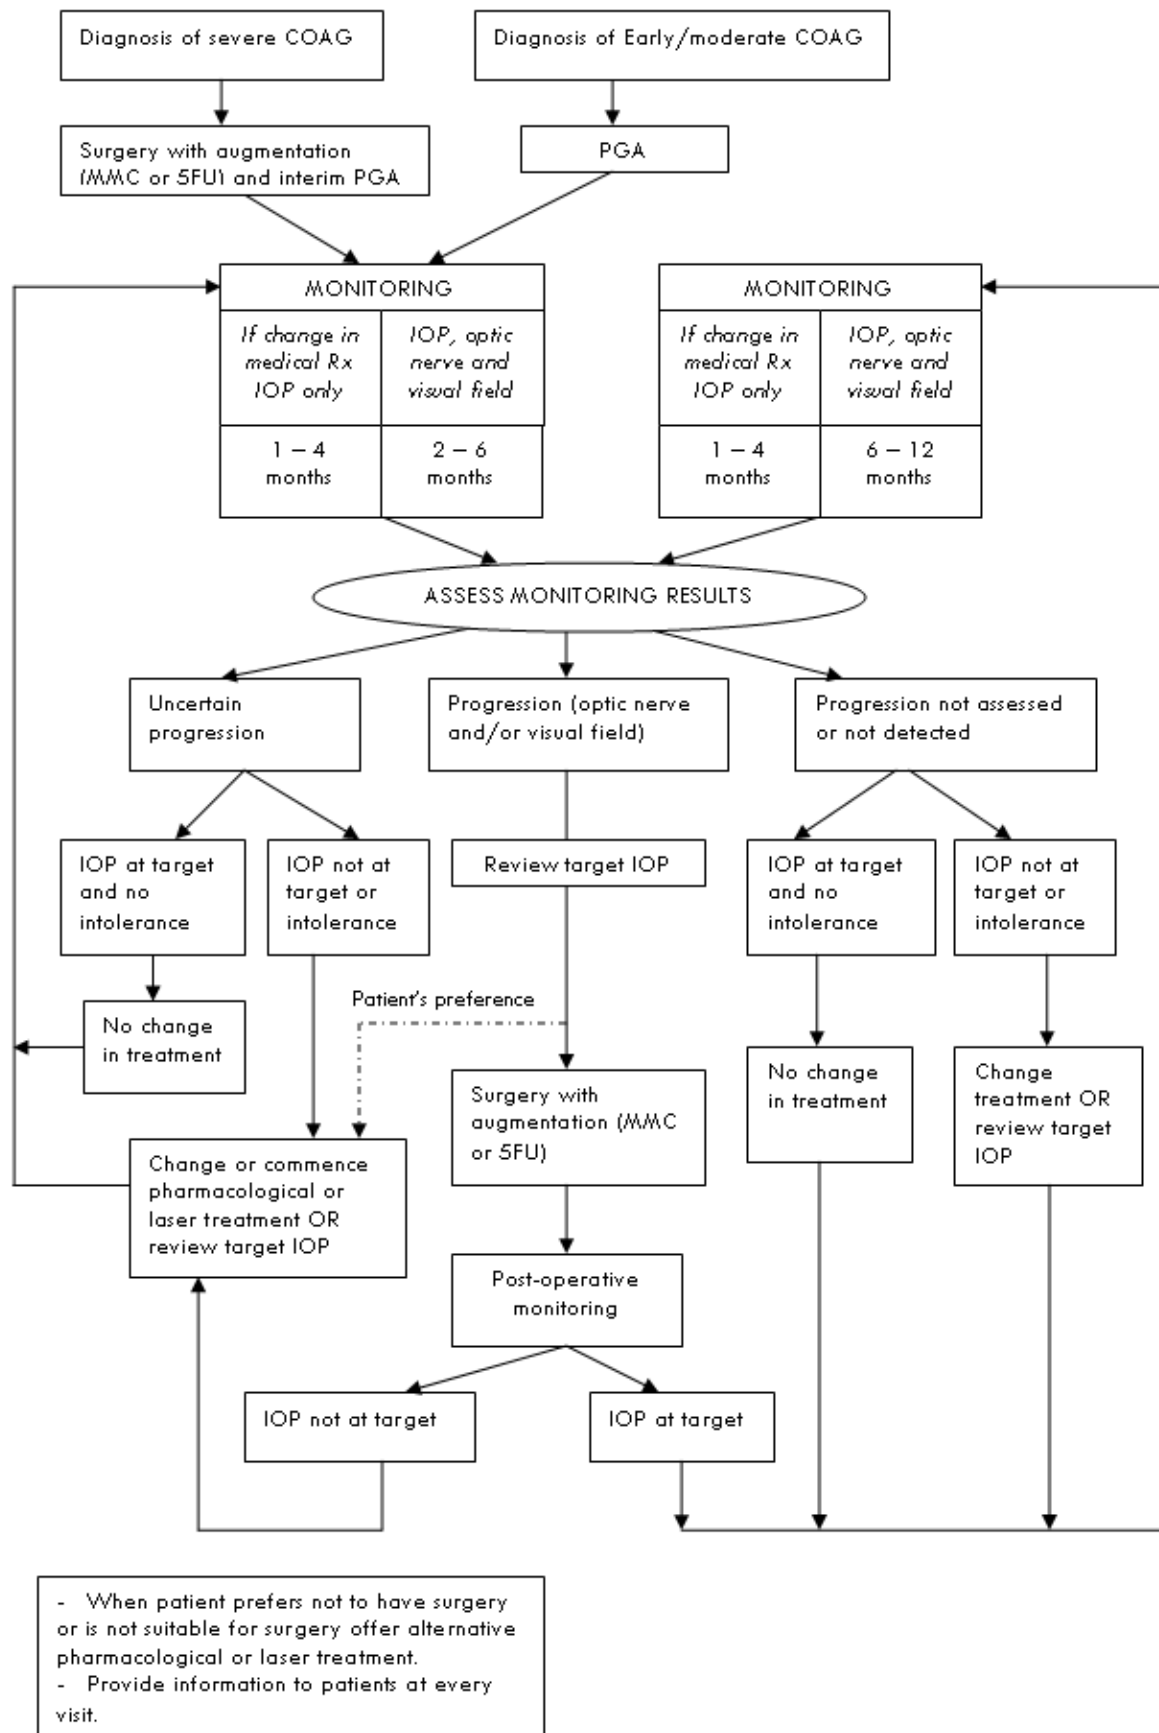 Diagnosis of severe COAG
Diagnosis of Early/moderate COAG
Surgery with augmentation
(MMC or 5FU) and interim PGA
PGA
MONITORING
If change in
medical Rx
IOP only
IOP, optic
nerve and
visual field
1 – 4
months
2 – 6
months
MONITORING
If change in
medical Rx
IOP only
IOP, optic
nerve and
visual field
1 – 4
months
6 – 12
months
ASSESS MONITORING RESULTS
Uncertain
progression
Progression (optic nerve
and/or visual field)
Progression not assessed
or not detected
IOP at target
and no
intolerance
IOP not at
target or
intolerance
Review target IOP
IOP at target
and no
intolerance
IOP not at
target or
intolerance
Patient's preference
No change
in treatment
Surgery with
augmentation (MMC
or 5FU)
No change
in treatment
Change
treatment OR
review target
IOP
Change or commence
pharmacological or
laser treatment OR
review target IOP
Post-operative
monitoring
IOP not at target
IOP at target
- When patient prefers not to have surgery
or is not suitable for surgery offer alternative
pharmacological or laser treatment.
- Provide information to patients at every
visit.